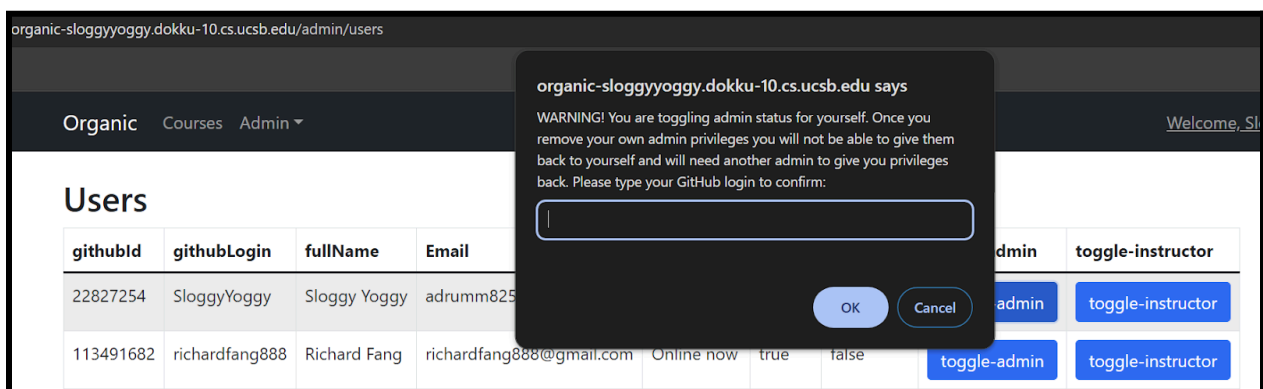 organic-sloggyyoggy.dokku-10.cs.ucsb.edu/admin/users
organic-sloggyyoggy.dokku-10.cs.ucsb.edu says
WARNING! You are toggling admin status for yourself. Once you
remove your own admin privileges you will not be able to give them
back to yourself and will need another admin to give you privileges
back. Please type your GitHub login to confirm:
OK Cancel
Organic Courses Admin Welcome,
Users
githubId githubLogin fullName Email toggle-instructor
22827254 SloggyYoggy Sloggy Yoggy adrumm825 -admin toggle-instructor
113491682 richardfang888 Richard Fang richardfang888@gmail.com Online now true false toggle-admin toggle-instructor